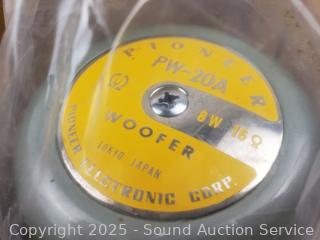 PIONEER
PW-20A
8W 16Ω
WOOFER
TOKYO JAPAN
PIONEER ELECTRONIC CORP.
Copyright 2025 - Sound Auction Service